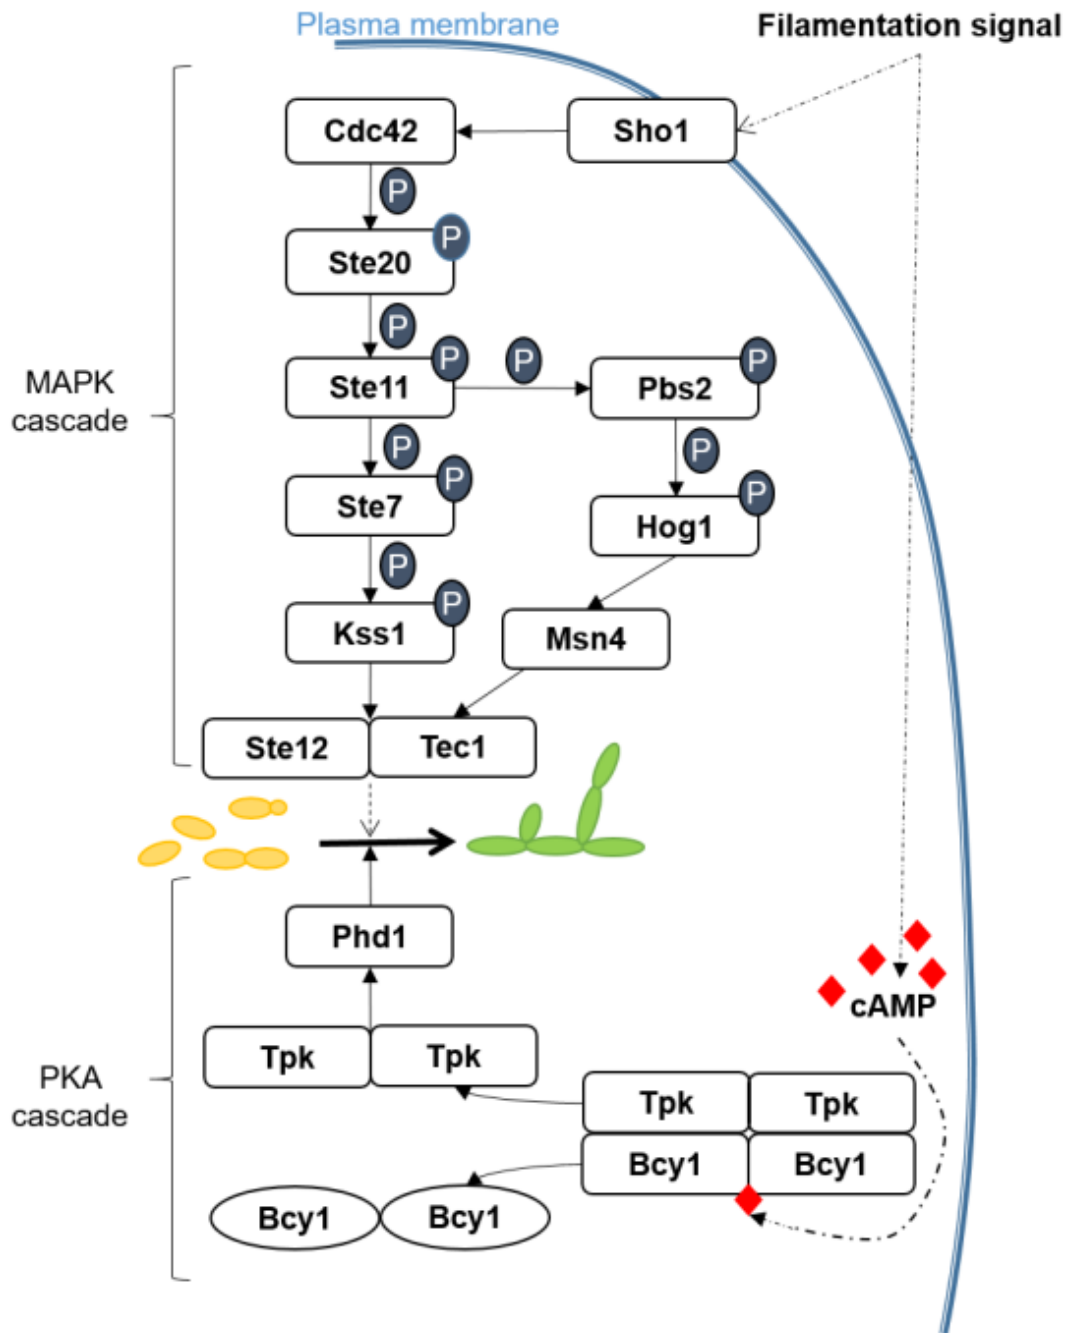 Plasma membrane
Filamentation signal
Cdc42
Sho1
P
P
Ste20
P
P
P
P
Ste11
Pbs2
MAPK
cascade
P
P
P
P
Ste7
Hog1
P
P
Kss1
Msn4
Ste12
Tec1
Phd1
cAMP
Tpk
Tpk
PKA
cascade
Tpk
Tpk
Bcy1
Bcy1
Bcy1
Bcy1